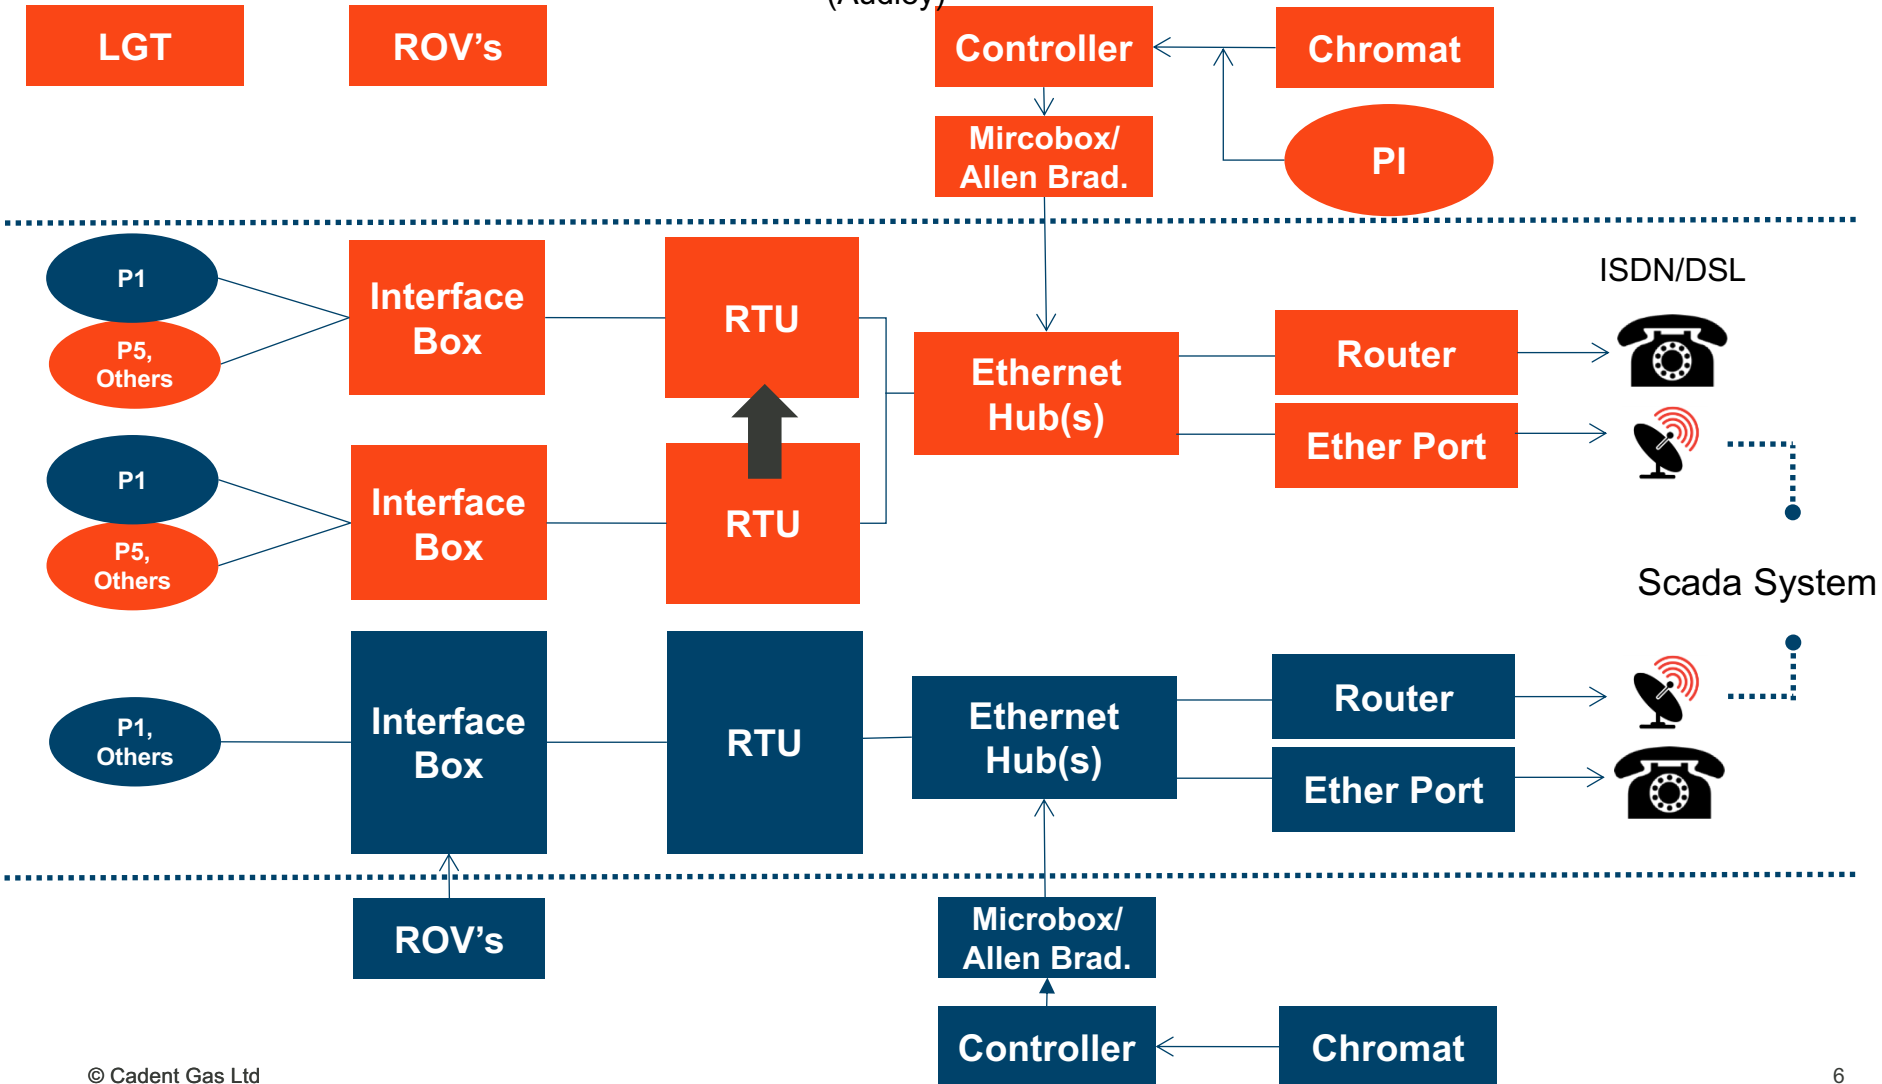 (Audley)
LGT
ROV's
Controller
Chromat
Mircobox/
Allen Brad.
PI
P1
P5,
Others
Interface
Box
RTU
Ethernet
Hub(s)
Router
Ether Port
ISDN/DSL
P1
P5,
Others
Interface
Box
RTU
Scada System
P1,
Others
Interface
Box
RTU
Ethernet
Hub(s)
Router
Ether Port
ROV's
Microbox/
Allen Brad.
Controller
Chromat
© Cadent Gas Ltd
6